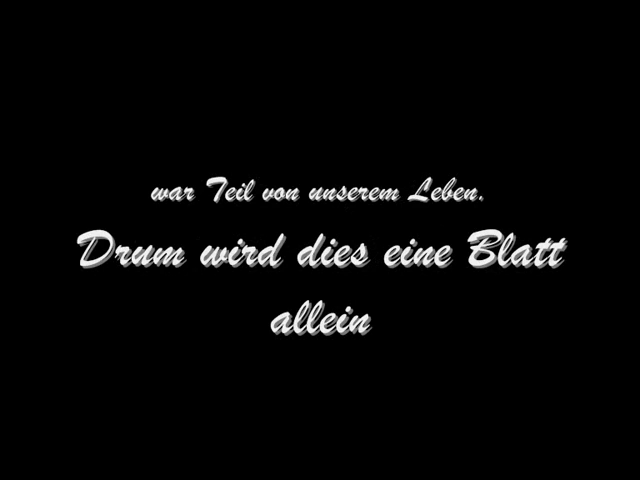 war Teil von unserem Leben.
Drum wird dies eine Blatt
allein